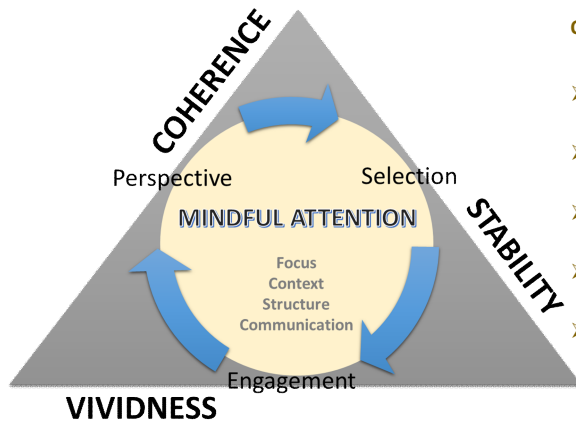 COHERENCE
Perspective
Selection
MINDFUL ATTENTION
STABILITY
Focus
Context
Structure
Communication
Engagement
VIVIDNESS